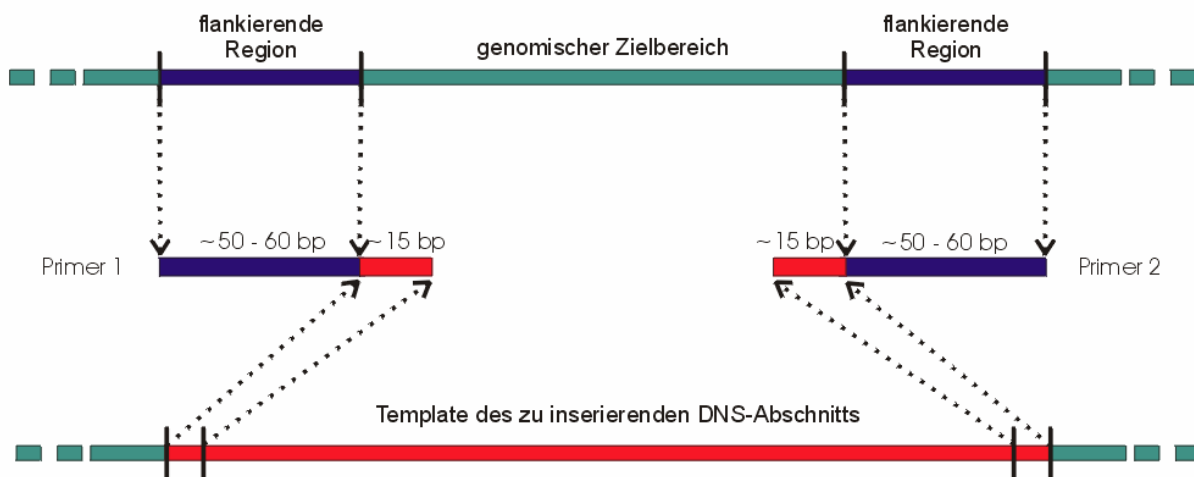 flankierende
Region
genomischer Zielbereich
flankierende
Region
~50 - 60 bp
~15 bp
~15 bp
~50 - 60 bp
Primer 1
Primer 2
Template des zu inserierenden DNS-Abschnitts